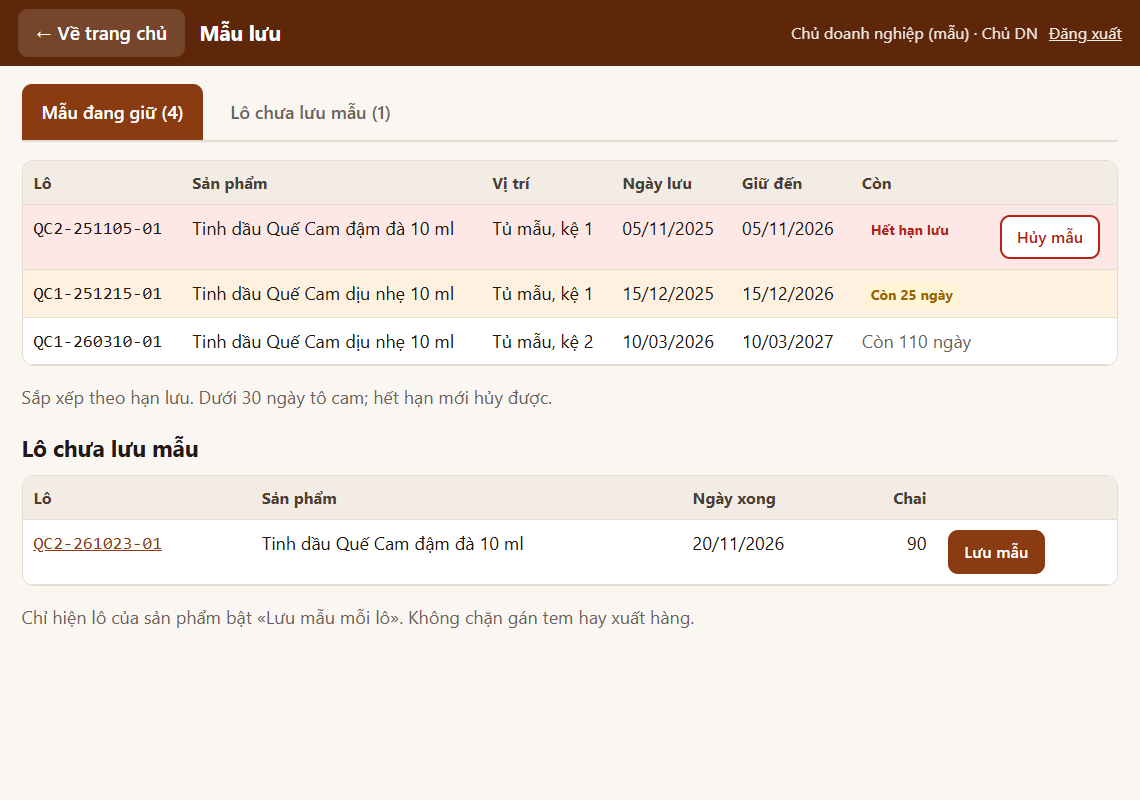 ← Về trang chủ Mẫu lưu Chủ doanh nghiệp (mẫu) · Chủ DN Đăng xuất
Mẫu đang giữ (4) Lô chưa lưu mẫu (1)
Lô Sản phẩm Vị trí Ngày lưu Giữ đến Còn
QC2-251105-01 Tinh dầu Quế Cam đậm đà 10 ml Tủ mẫu, kệ 1 05/11/2025 05/11/2026 Hết hạn lưu Hủy mẫu
QC1-251215-01 Tinh dầu Quế Cam dịu nhẹ 10 ml Tủ mẫu, kệ 1 15/12/2025 15/12/2026 Còn 25 ngày
QC1-260310-01 Tinh dầu Quế Cam dịu nhẹ 10 ml Tủ mẫu, kệ 2 10/03/2026 10/03/2027 Còn 110 ngày
Sắp xếp theo hạn lưu. Dưới 30 ngày tô cam; hết hạn mới hủy được.
Lô chưa lưu mẫu
Lô Sản phẩm Ngày xong Chai
QC2-261023-01 Tinh dầu Quế Cam đậm đà 10 ml 20/11/2026 90 Lưu mẫu
Chỉ hiện lô của sản phẩm bật «Lưu mẫu mỗi lô». Không chặn gán tem hay xuất hàng.